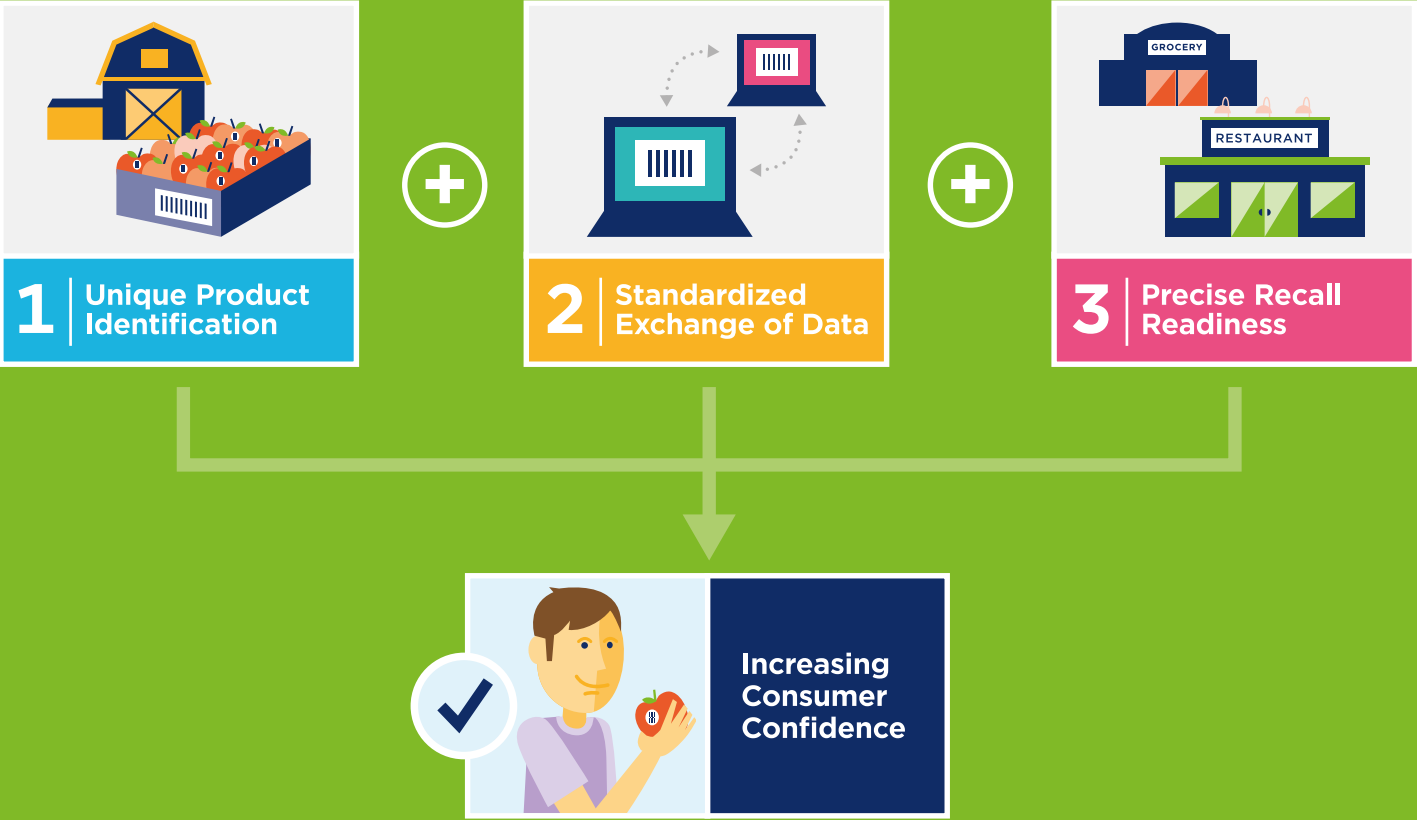 GROCERY
RESTAURANT
1
Unique Product
Identification
2
Standardized
Exchange of Data
3
Precise Recall
Readiness
Increasing
Consumer
Confidence